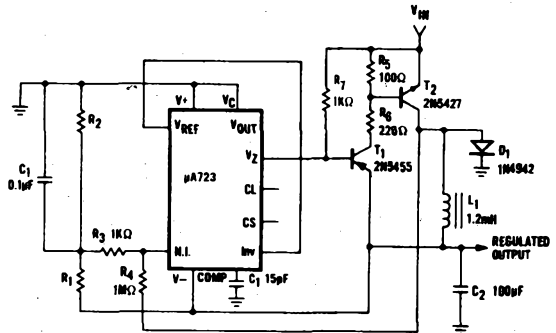 V_IN
R5
100Ω
T2
2N5427
R7
1KΩ
R6
220Ω
T1
2N5455
D1
1N4942
L1
1.2mH
REGULATED
OUTPUT
C2 100μF
V+
VC
VREF
VOUT
VZ
μA723
CL
CS
N.I.
Inv
V–
COMP
C1 15pF
R2
C1
0.1μF
R3 1KΩ
R1
R4
1MΩ